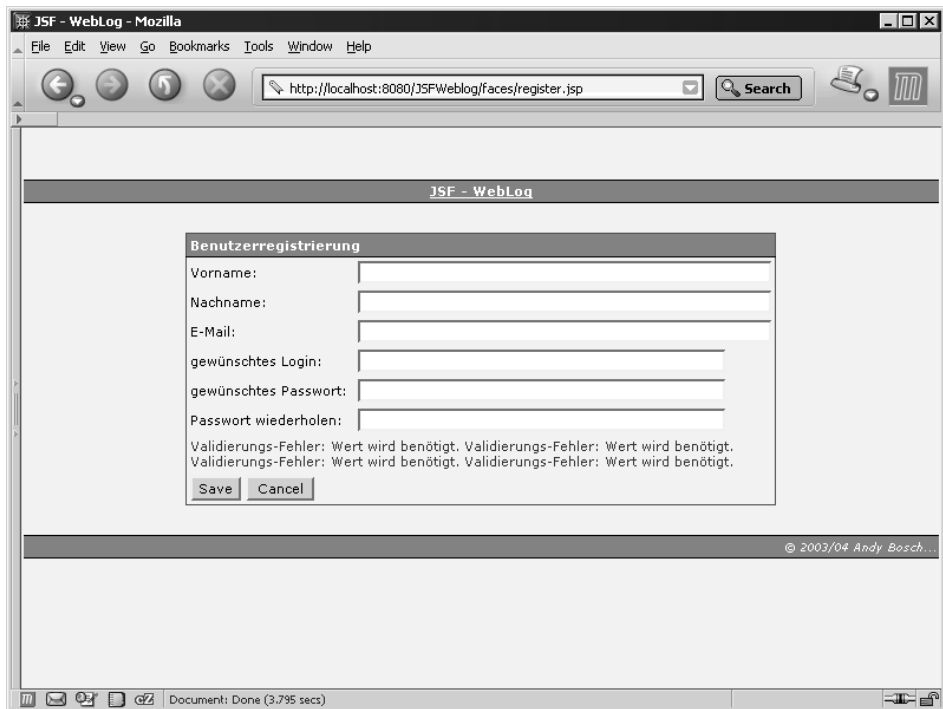 JSF - WebLog - Mozilla
File Edit View Go Bookmarks Tools Window Help
http://localhost:8080/JSFWeblog/faces/register.jsp Search
JSF - WebLog
Benutzerregistrierung
Vorname:
Nachname:
E-Mail:
gewünschtes Login:
gewünschtes Passwort:
Passwort wiederholen:
Validierungs-Fehler: Wert wird benötigt. Validierungs-Fehler: Wert wird benötigt.
Validierungs-Fehler: Wert wird benötigt. Validierungs-Fehler: Wert wird benötigt.
Save Cancel
© 2003/04 Andy Bosch...
Document: Done (3.795 secs)